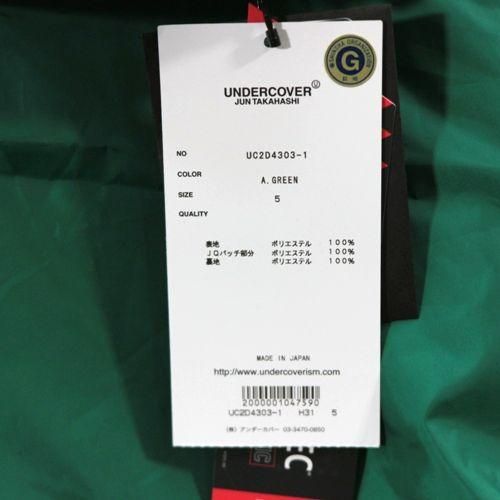 UNDERCOVER
JUN TAKAHASHI
G
NO UC2D4303-1
COLOR A.GREEN
SIZE 5
QUALITY
表地 ポリエステル 100%
JQパッチ部分 ポリエステル 100%
裏地 ポリエステル 100%
MADE IN JAPAN
http://www.undercoverism.com
2000001047590
UC2D4303-1 H31 5
(株) アンダーカバー 03-3470-0850
EC